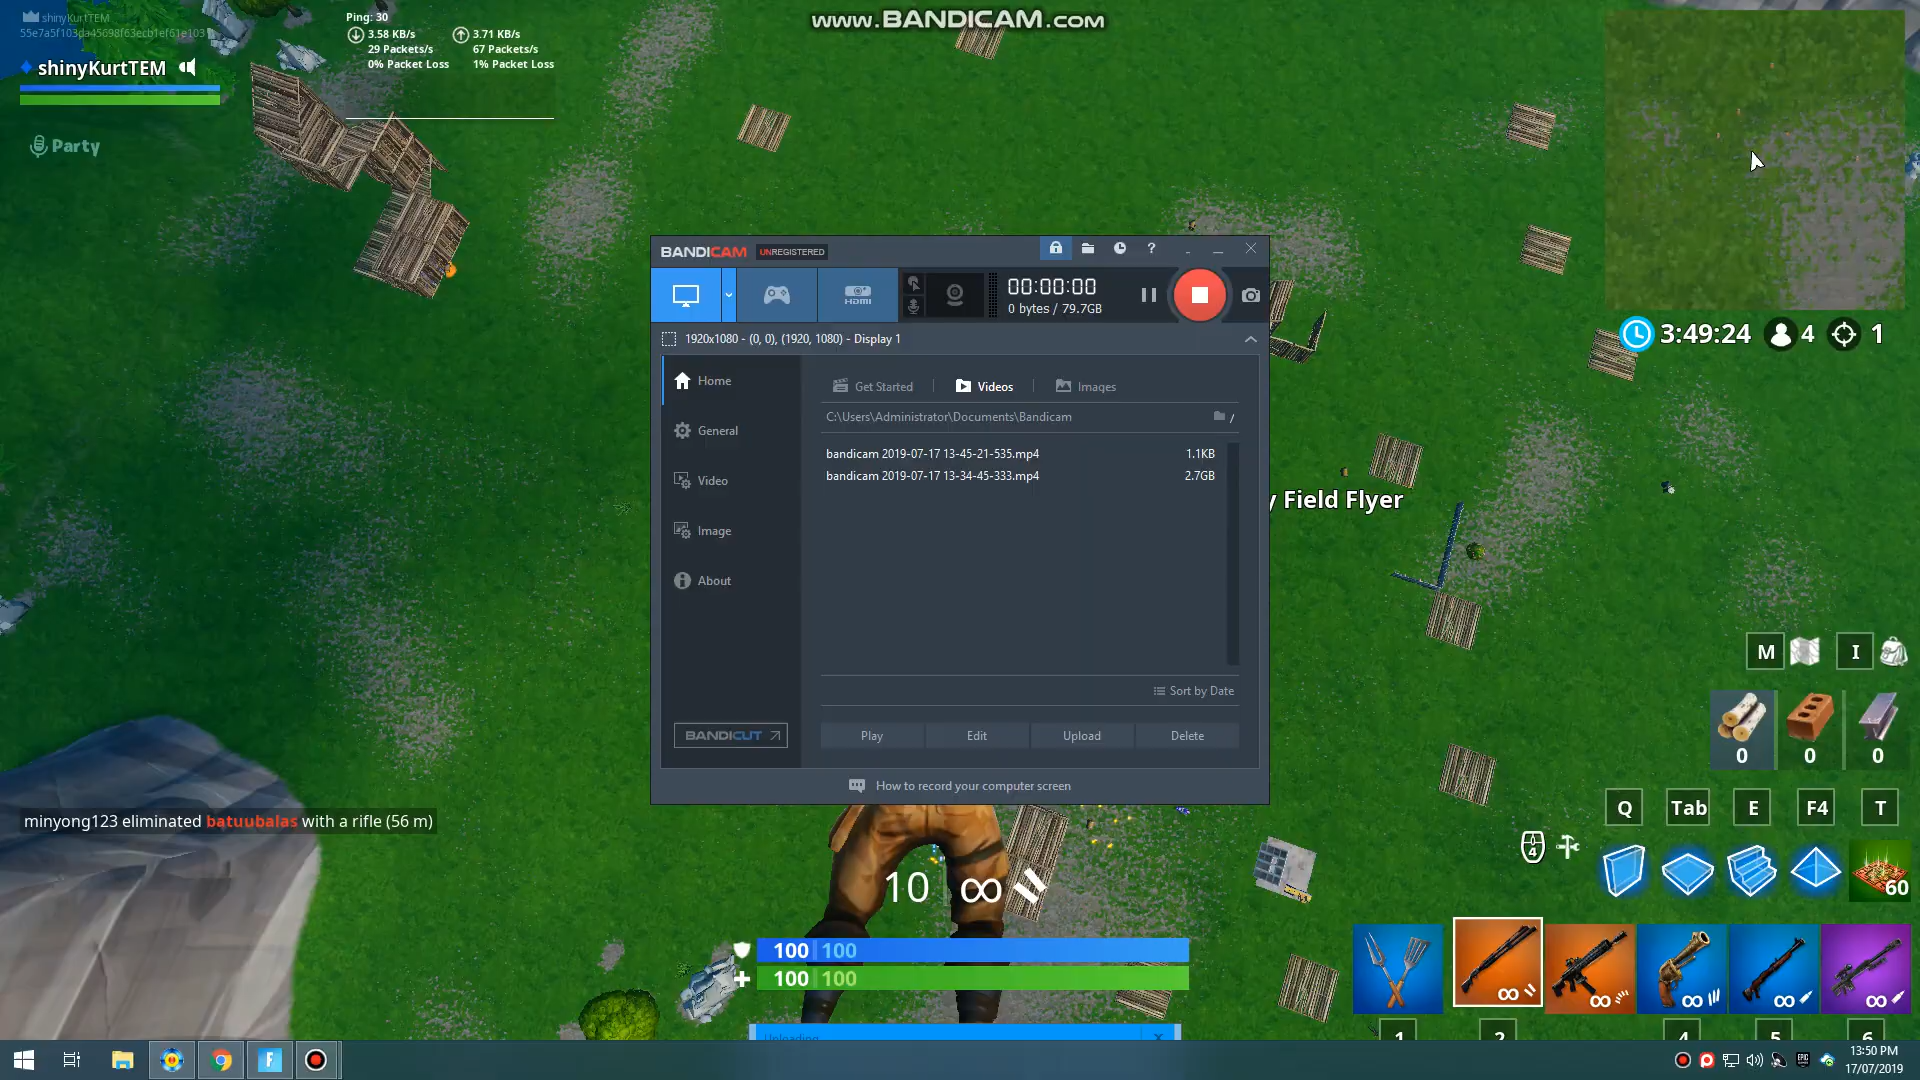 www.BANDICAM.com
shinyKurtTEM
shinyKurtTEM
Party
Ping: 30
3.58 KB/s
3.71 KB/s
29 Packets/s
67 Packets/s
0% Packet Loss
1% Packet Loss
BANDICAM
UNREGISTERED
?
HDMI
00:00:00
0 bytes / 79.7GB
1920x1080 - (0, 0), (1920, 1080) - Display 1
Home
General
Video
Image
About
BANDICUT
Get Started
Videos
Images
C:\Users\Administrator\Documents\Bandicam
bandicam 2019-07-17 13-45-21-535.mp4
1.1KB
bandicam 2019-07-17 13-34-45-333.mp4
2.7GB
Sort by Date
Play
Edit
Upload
Delete
How to record your computer screen
3:49:24
4
1
y Field Flyer
M
I
0
0
0
Q
Tab
E
F4
T
4
60
minyong123 eliminated batuubalas with a rifle (56 m)
10 ∞
100 | 100
100 | 100
∞
∞
∞
∞
∞
1
2
4
5
6
Uploading
F
EPIC
13:50 PM
17/07/2019